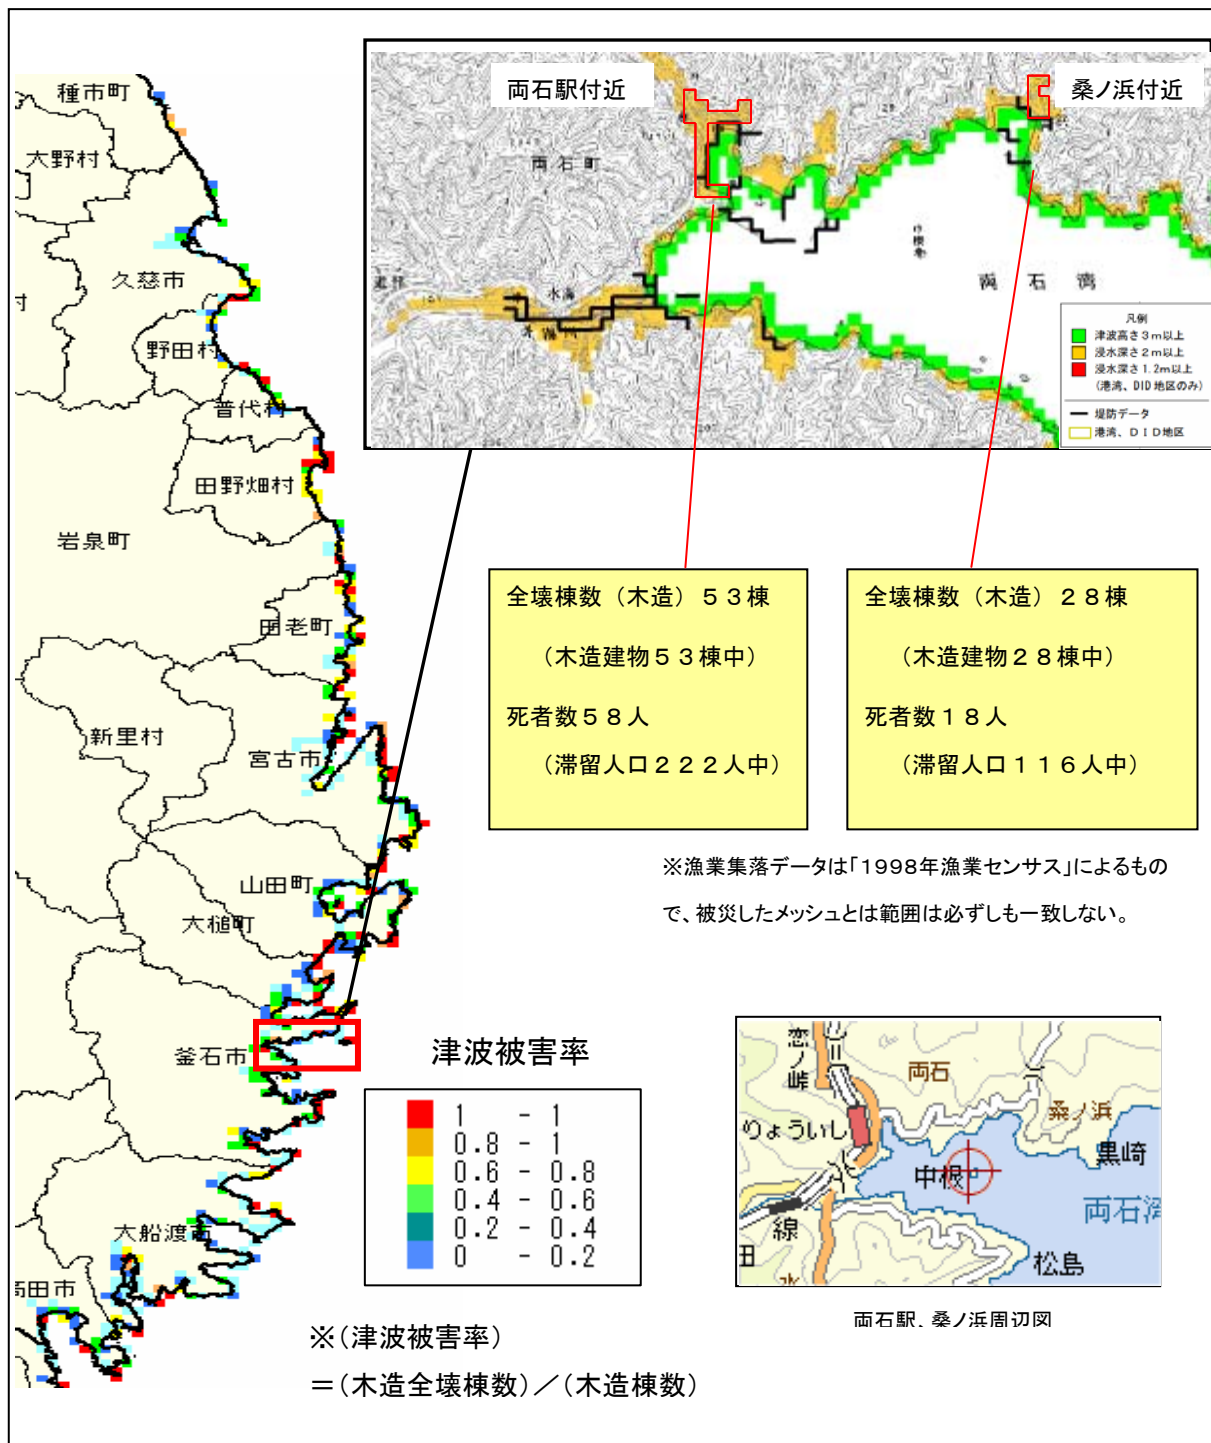 種市町
大野村
久慈市
村
野田村
普代村
田野畑村
岩泉町
田老町
新里村
宮古市
山田町
大槌町
釜石市
大船渡市
高田市
両石駅付近
桑ノ浜付近
両石町
水海
両石湾
凡例
津波高さ3m以上
浸水深さ2m以上
浸水深さ1.2m以上
(港湾、DID地区のみ)
堤防データ
港湾、DID地区
全壊棟数（木造）５３棟
（木造建物５３棟中）
死者数５８人
（滞留人口２２２人中）
全壊棟数（木造）２８棟
（木造建物２８棟中）
死者数１８人
（滞留人口１１６人中）
※漁業集落データは「1998年漁業センサス」によるもの
で、被災したメッシュとは範囲は必ずしも一致しない。
津波被害率
1 - 1
0.8 - 1
0.6 - 0.8
0.4 - 0.6
0.2 - 0.4
0 - 0.2
※(津波被害率)
＝(木造全壊棟数)／(木造棟数)
恋ノ峠
両石
桑ノ浜
りょういし
黒崎
中根
両石湾
線
田
松島
水
両石駅、桑ノ浜周辺図